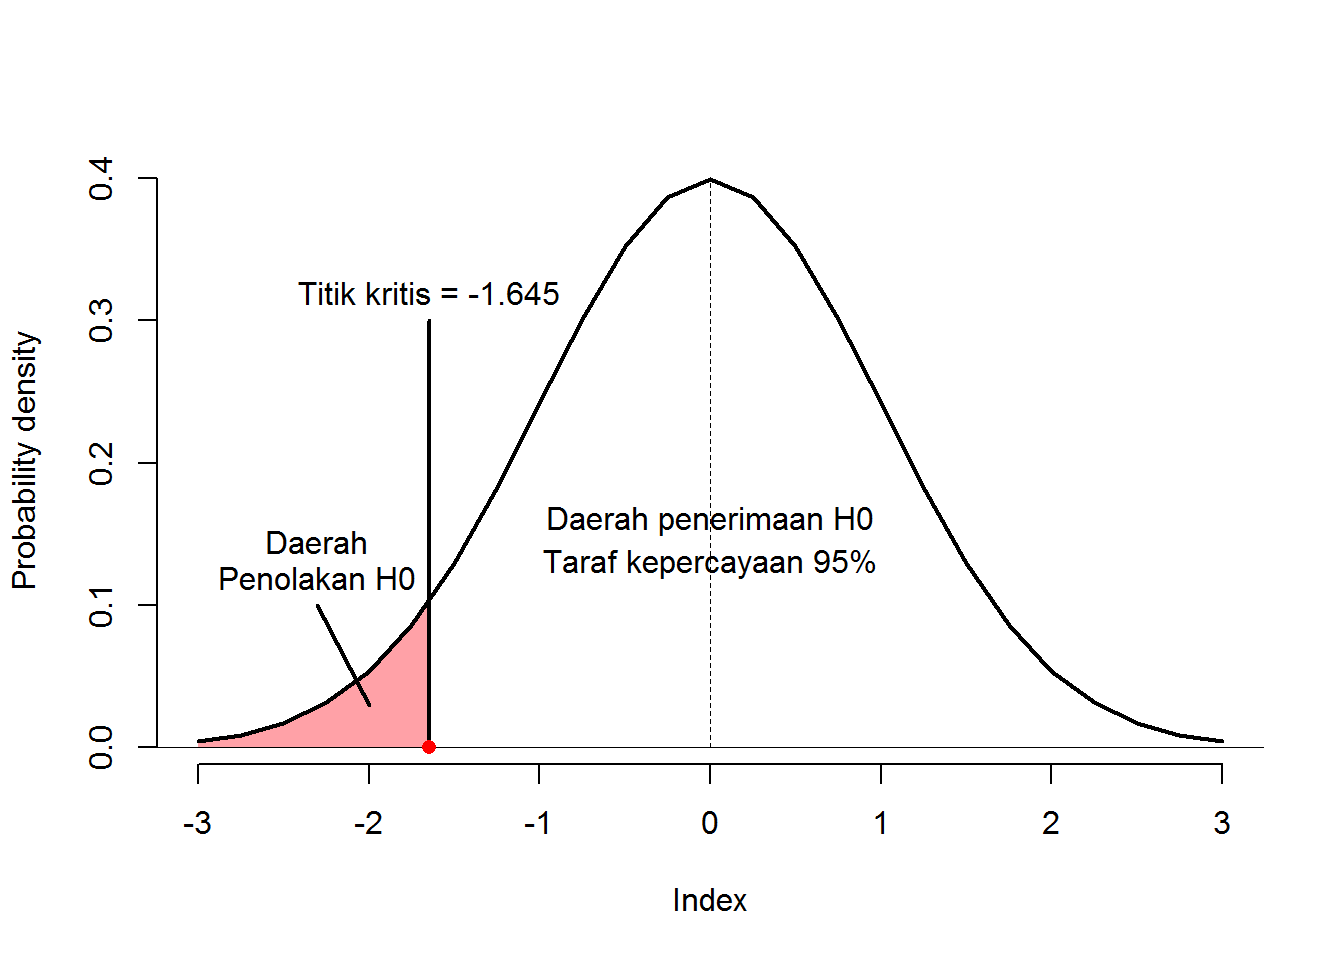 Titik kritis = -1.645
Daerah
Penolakan H0
Daerah penerimaan H0
Taraf kepercayaan 95%
Probability density
0.0
0.1
0.2
0.3
0.4
-3
-2
-1
0
1
2
3
Index